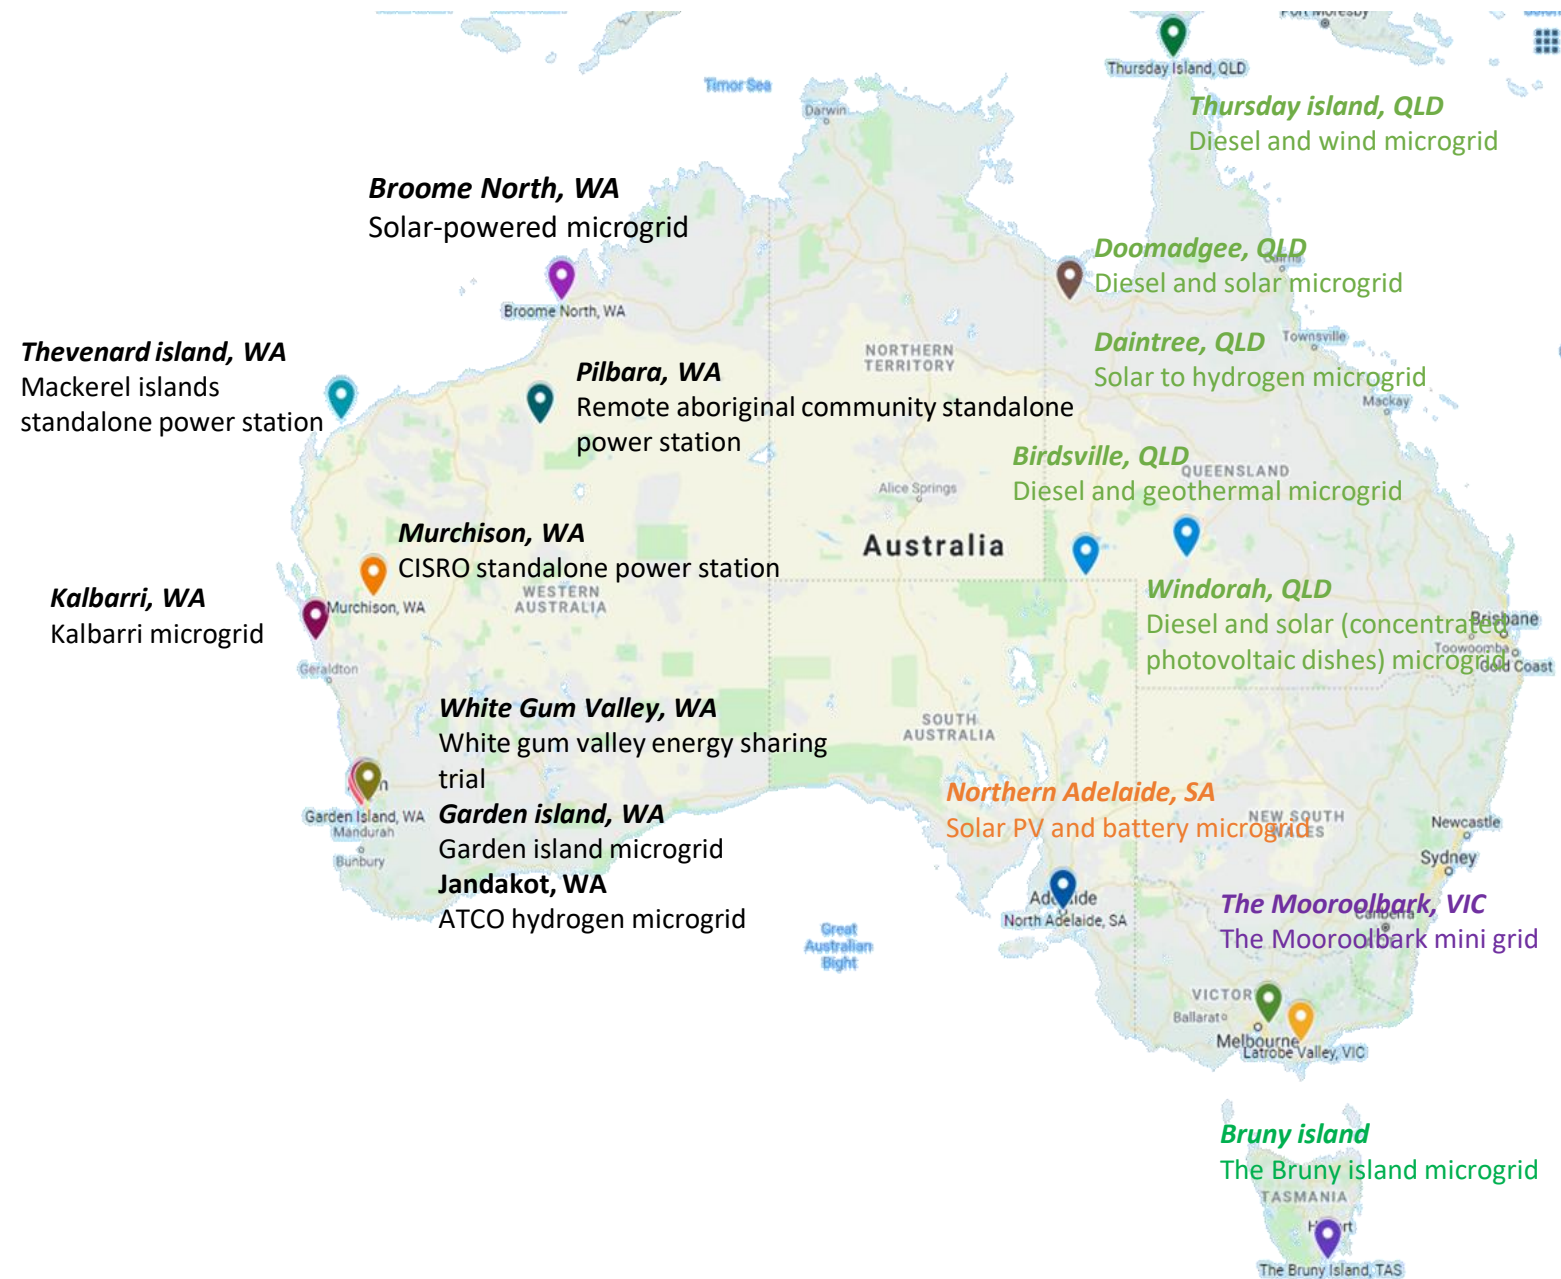 Port Moresby
Thursday Island, QLD
Timor Sea
Darwin
Thursday island, QLD
Diesel and wind microgrid
Broome North, WA
Solar-powered microgrid
Doomadgee, QLD
Cairns
Diesel and solar microgrid
Broome North, WA
Thevenard island, WA
Mackerel islands
standalone power station
NORTHERN
TERRITORY
Daintree, QLD
Townsville
Solar to hydrogen microgrid
Mackay
Pilbara, WA
Remote aboriginal community standalone
power station
Birdsville, QLD
QUEENSLAND
Diesel and geothermal microgrid
Alice Springs
Murchison, WA
CISRO standalone power station
Australia
Kalbarri, WA
Kalbarri microgrid
Murchison, WA
WESTERN
AUSTRALIA
Windorah, QLD
Diesel and solar (concentrated
photovoltaic dishes) microgrid
Brisbane
Toowoomba
Gold Coast
Geraldton
White Gum Valley, WA
White gum valley energy sharing
trial
Garden island, WA
Garden island microgrid
Jandakot, WA
ATCO hydrogen microgrid
Garden Island, WA
Mandurah
Bunbury
SOUTH
AUSTRALIA
Northern Adelaide, SA
Solar PV and battery microgrid
NEW SOUTH
WALES
Newcastle
Sydney
Adelaide
North Adelaide, SA
Great
Australian
Bight
The Mooroolbark, VIC
Canberra
The Mooroolbark mini grid
VICTOR
Ballarat
Melbourne
Latrobe Valley, VIC
Bruny island
The Bruny island microgrid
TASMANIA
The Bruny Island, TAS